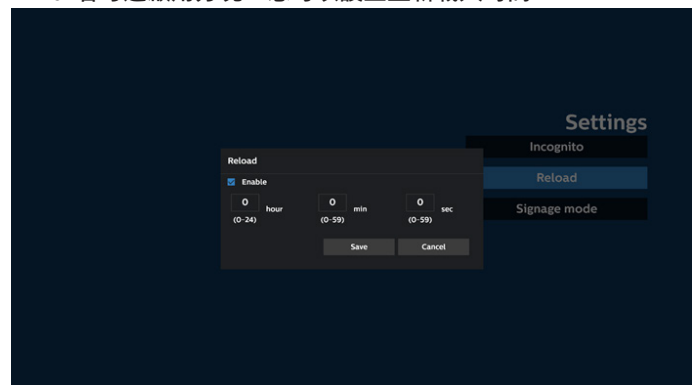 Settings
Incognito
Reload
Signage mode
Reload
Enable
0 hour 0 min 0 sec
(0-24) (0-59) (0-59)
Save Cancel